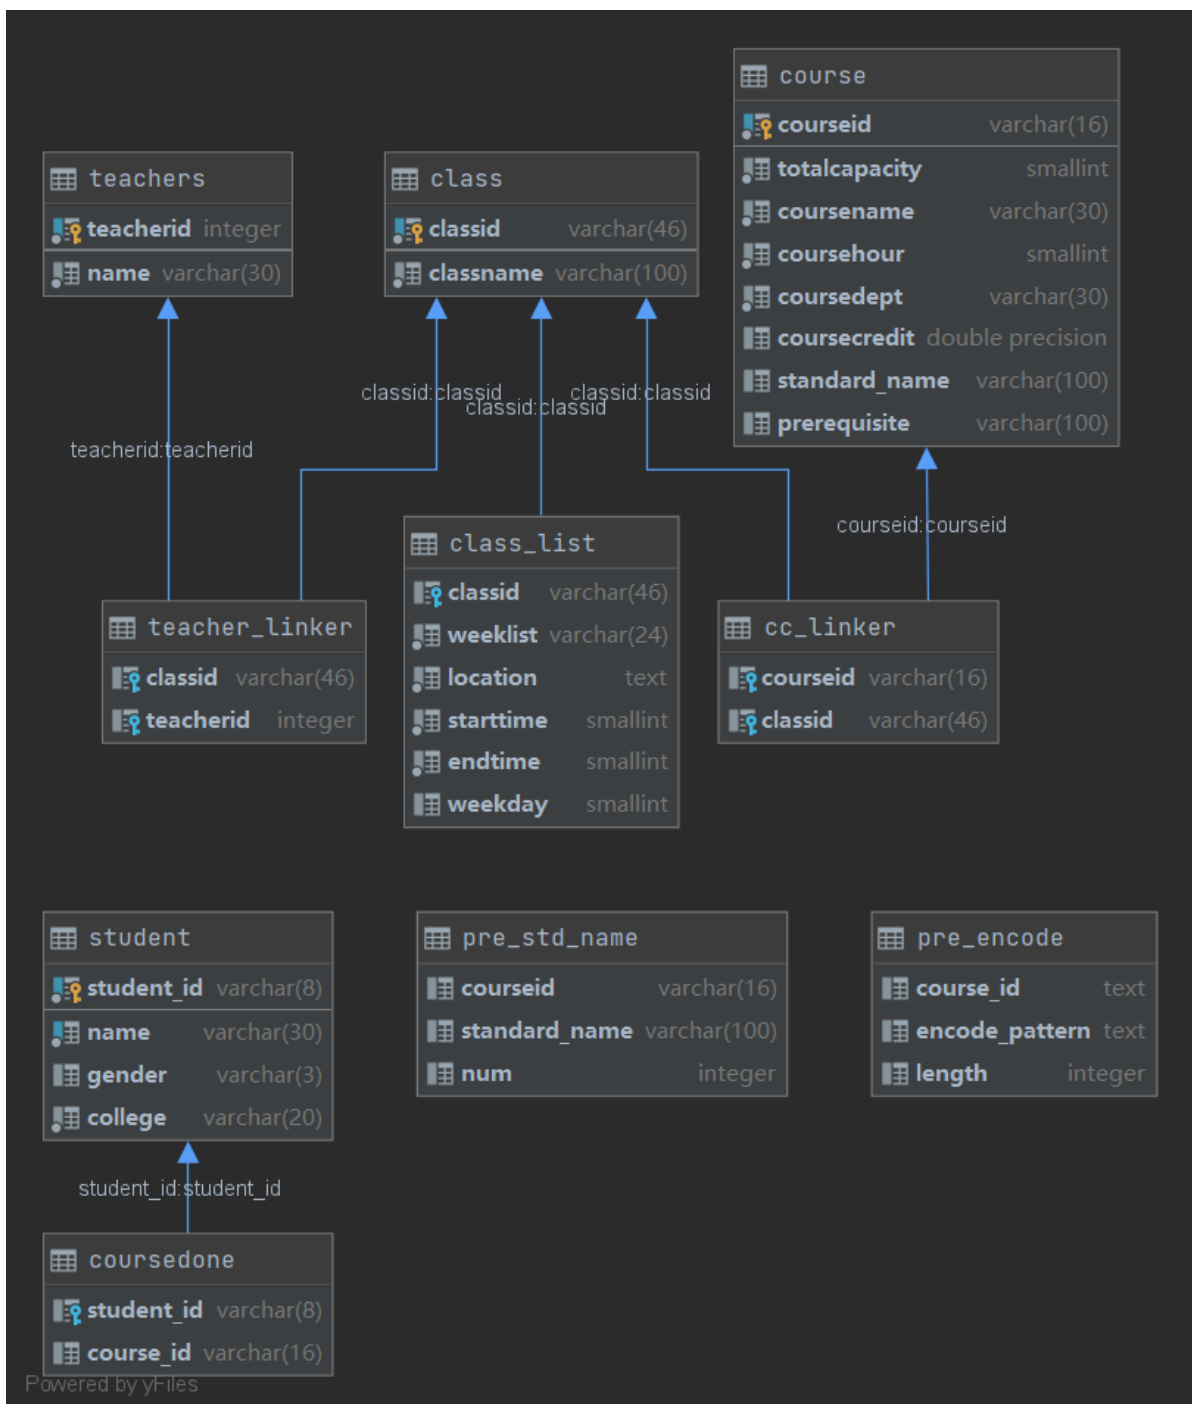 course
courseid varchar(16)
totalcapacity smallint
coursename varchar(30)
coursehour smallint
coursedept varchar(30)
coursecredit double precision
standard_name varchar(100)
prerequisite varchar(100)
teachers
teacherid integer
name varchar(30)
class
classid varchar(46)
classname varchar(100)
classid:classid
classid:classid
classid:classid
teacherid:teacherid
courseid:courseid
class_list
classid varchar(46)
weeklist varchar(24)
location text
starttime smallint
endtime smallint
weekday smallint
teacher_linker
classid varchar(46)
teacherid integer
cc_linker
courseid varchar(16)
classid varchar(46)
student
student_id varchar(8)
name varchar(30)
gender varchar(3)
college varchar(20)
pre_std_name
courseid varchar(16)
standard_name varchar(100)
num integer
pre_encode
course_id text
encode_pattern text
length integer
student_id:student_id
coursedone
student_id varchar(8)
course_id varchar(16)
Powered by yFiles